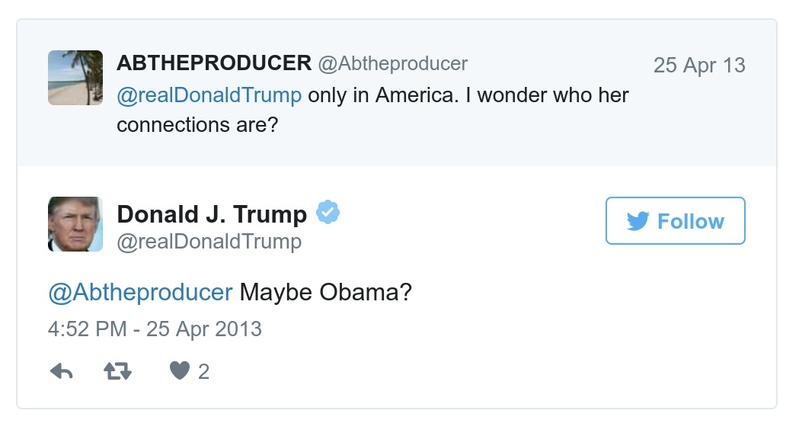 ABTHEPRODUCER @Abtheproducer 25 Apr 13
@realDonaldTrump only in America. I wonder who her
connections are?
Donald J. Trump
@realDonaldTrump
Follow
@Abtheproducer Maybe Obama?
4:52 PM - 25 Apr 2013
2